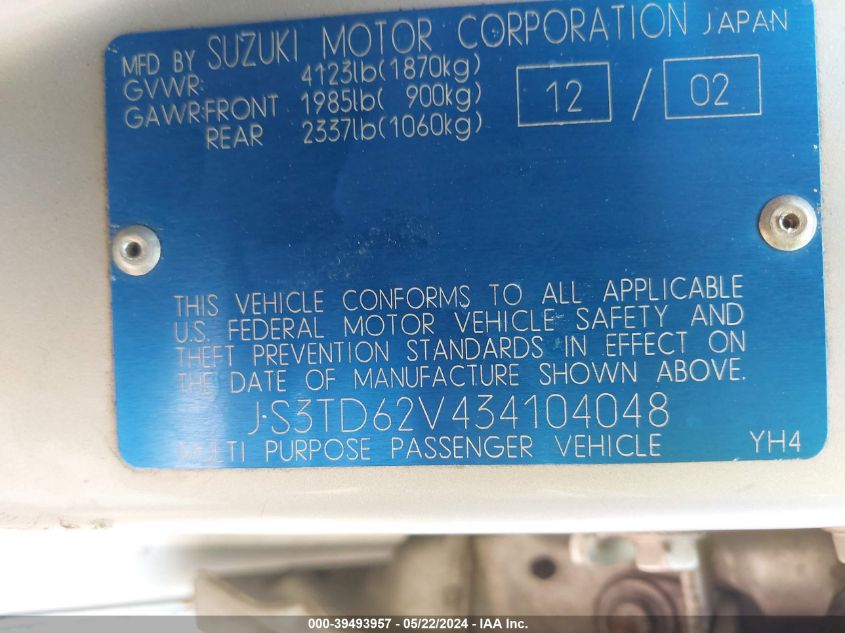 MFD BY SUZUKI MOTOR CORPORATION JAPAN
GVWR: 4123lb(1870kg)
GAWR:FRONT 1985lb( 900kg) 12 / 02
REAR 2337lb(1060kg)
THIS VEHICLE CONFORMS TO ALL APPLICABLE
U.S. FEDERAL MOTOR VEHICLE SAFETY AND
THEFT PREVENTION STANDARDS IN EFFECT ON
THE DATE OF MANUFACTURE SHOWN ABOVE.
JS3TD62V434104048
MULTI PURPOSE PASSENGER VEHICLE YH4
000-39493957 - 05/22/2024 - IAA Inc.